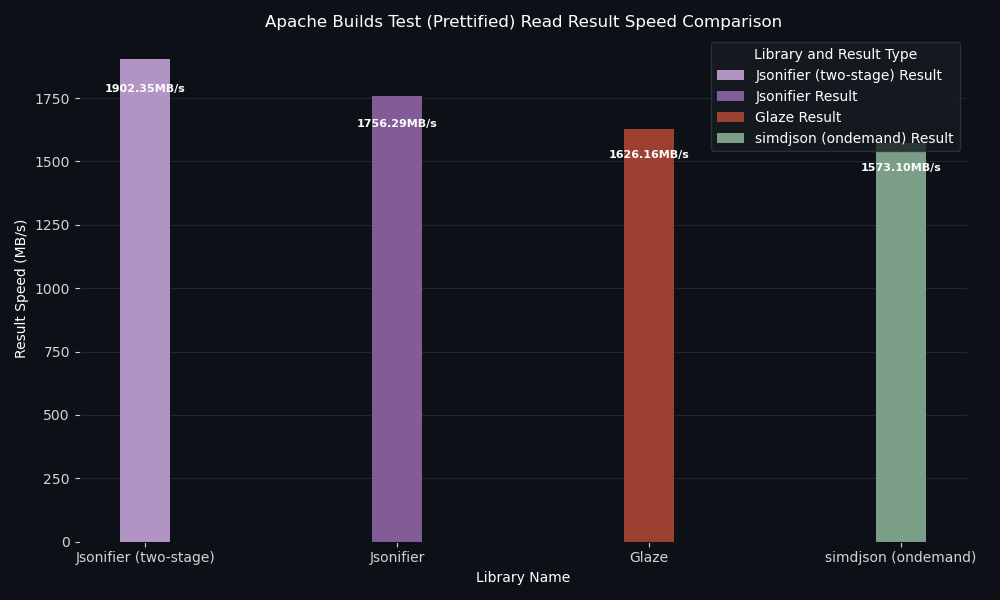 Apache Builds Test (Prettified) Read Result Speed Comparison
Library and Result Type
Jsonifier (two-stage) Result
Jsonifier Result
Glaze Result
simdjson (ondemand) Result
1902.35MB/s
1756.29MB/s
1626.16MB/s
1573.10MB/s
Result Speed (MB/s)
1750
1500
1250
1000
750
500
250
0
Jsonifier (two-stage)
Jsonifier
Glaze
simdjson (ondemand)
Library Name